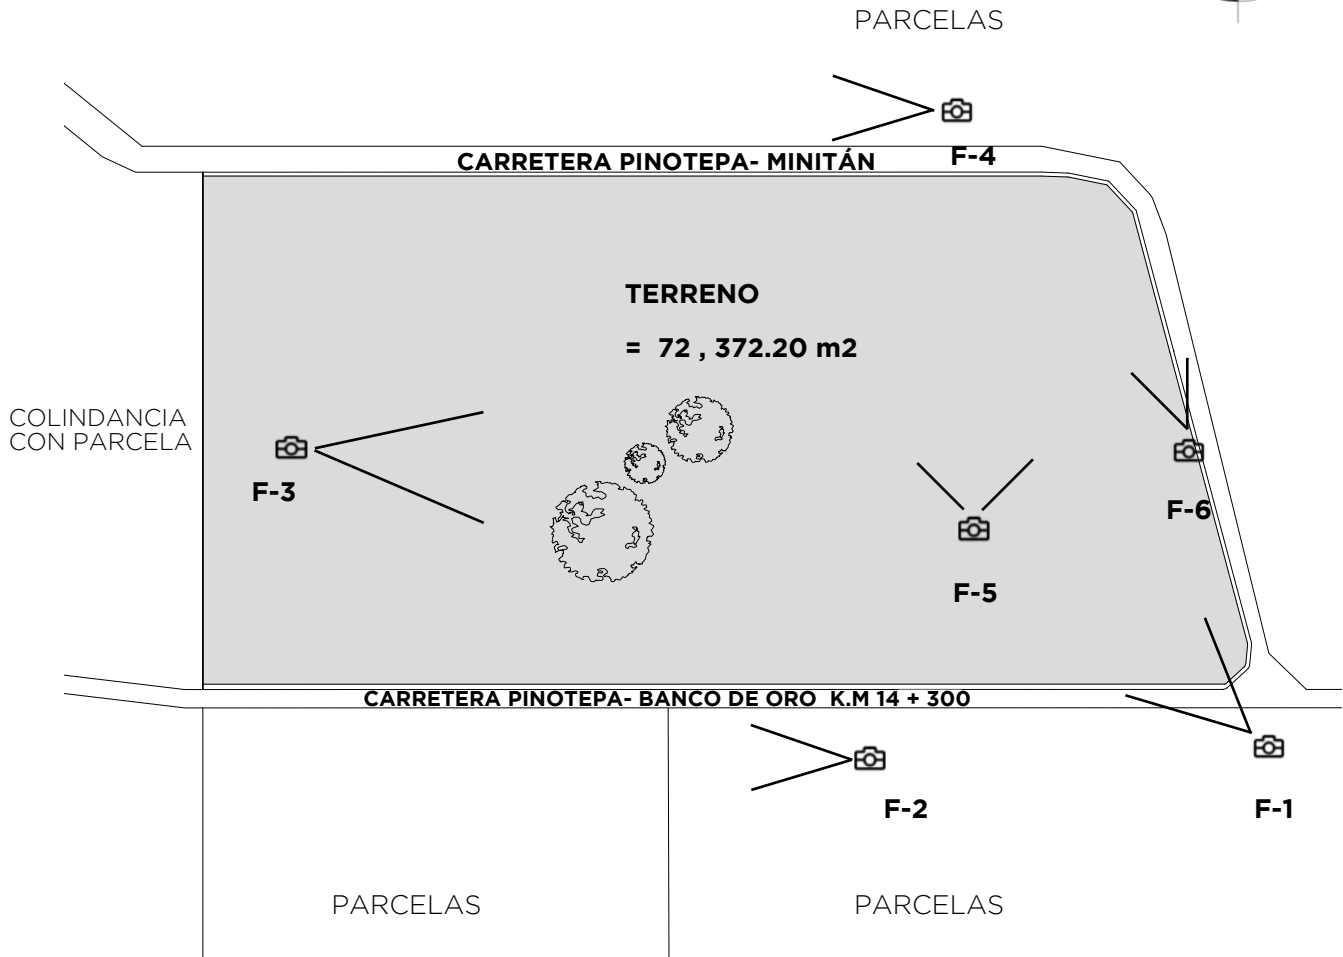 PARCELAS
F-4
CARRETERA PINOTEPA- MINITÁN
TERRENO
= 72 , 372.20 m2
COLINDANCIA
CON PARCELA
F-3
F-6
F-5
CARRETERA PINOTEPA- BANCO DE ORO K.M 14 + 300
F-2
F-1
PARCELAS
PARCELAS